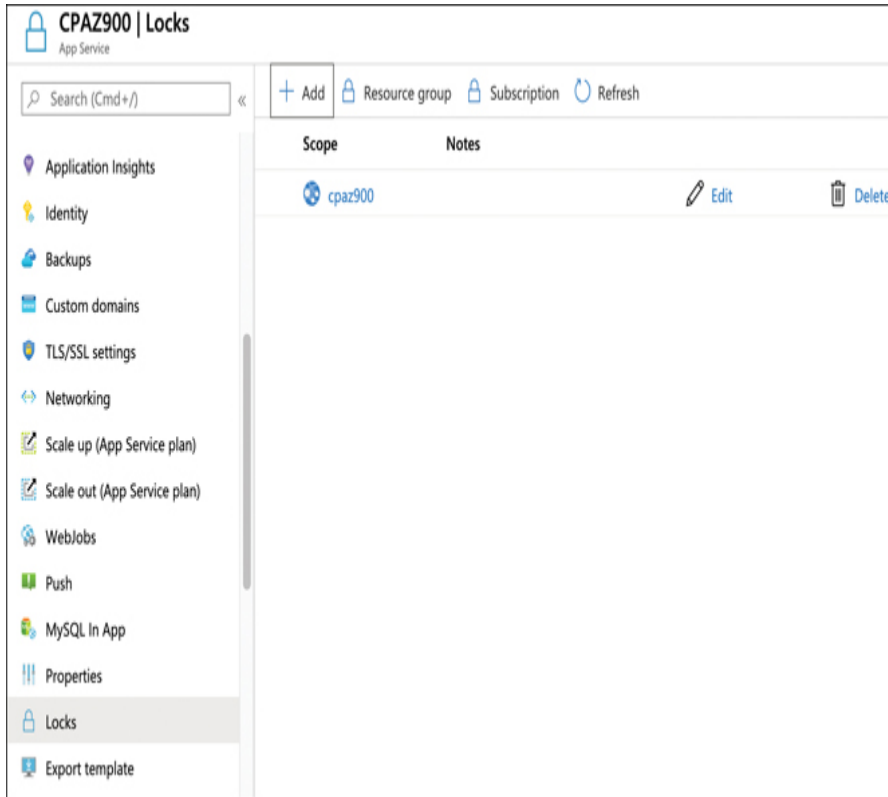 CPAZ900 | Locks
App Service
Search (Cmd+/)
«
Add
Resource group
Subscription
Refresh
Scope
Notes
cpaz900
Edit
Delete
Application Insights
Identity
Backups
Custom domains
TLS/SSL settings
Networking
Scale up (App Service plan)
Scale out (App Service plan)
WebJobs
Push
MySQL In App
Properties
Locks
Export template